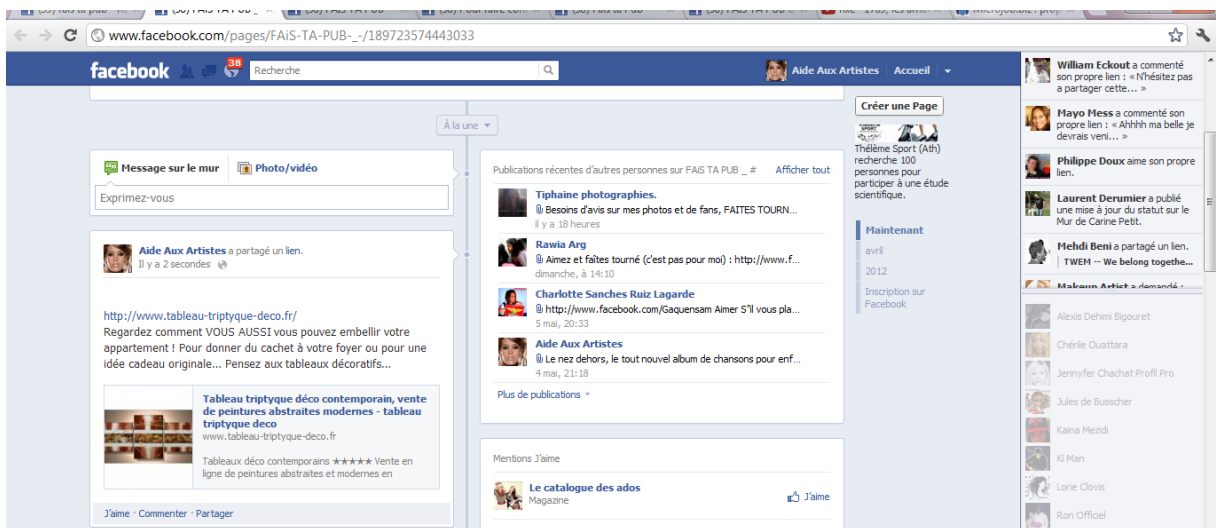 www.facebook.com/pages/FAiS-TA-PUB-_-/189723574443033
facebook
38
Recherche
Aide Aux Artistes
Accueil
À la une
Message sur le mur
Photo/vidéo
Exprimez-vous
Aide Aux Artistes a partagé un lien.
Il y a 2 secondes
http://www.tableau-triptyque-deco.fr/
Regardez comment VOUS AUSSI vous pouvez embellir votre
appartement ! Pour donner du cachet à votre foyer ou pour une
idée cadeau originale... Pensez aux tableaux décoratifs...
Tableau triptyque déco contemporain, vente
de peintures abstraites modernes - tableau
triptyque deco
www.tableau-triptyque-deco.fr
Tableaux déco contemporains ★★★★★ Vente en
ligne de peintures abstraites et modernes en
J'aime · Commenter · Partager
Publications récentes d'autres personnes sur FAiS TA PUB _ #
Afficher tout
Tiphaine photographies.
Besoins d'avis sur mes photos et de fans, FAITES TOURN...
il y a 18 heures
Rawia Arg
Aimez et faîtes tourné (c'est pas pour moi) : http://www.f...
dimanche, à 14:10
Charlotte Sanches Ruiz Lagarde
http://www.facebook.com/Gaquensam Aimer S"il vous pla...
5 mai, 20:33
Aide Aux Artistes
Le nez dehors, le tout nouvel album de chansons pour enf...
4 mai, 21:18
Plus de publications
Mentions J'aime
Le catalogue des ados
Magazine
J'aime
Créer une Page
Thélème Sport (Ath)
recherche 100
personnes pour
participer à une étude
scientifique.
Maintenant
avril
2012
Inscription sur
Facebook
William Eckout a commenté
son propre lien : «N'hésitez pas
a partager cette... »
Mayo Mess a commenté son
propre lien : « Ahhhh ma belle je
devrais veni... »
Philippe Doux aime son propre
lien.
Laurent Derumier a publié
une mise à jour du statut sur le
Mur de Carine Petit.
Mehdi Beni a partagé un lien.
TWEM -- We belong togethe...
Makeup Artist a demandé :
Alexis Dehimi Bigouret
Chérile Ouattara
Jennyfer Chachat Profil Pro
Jules de Busscher
Kaina Mezidi
Ki Man
Lorie Clovis
Ron Officiel